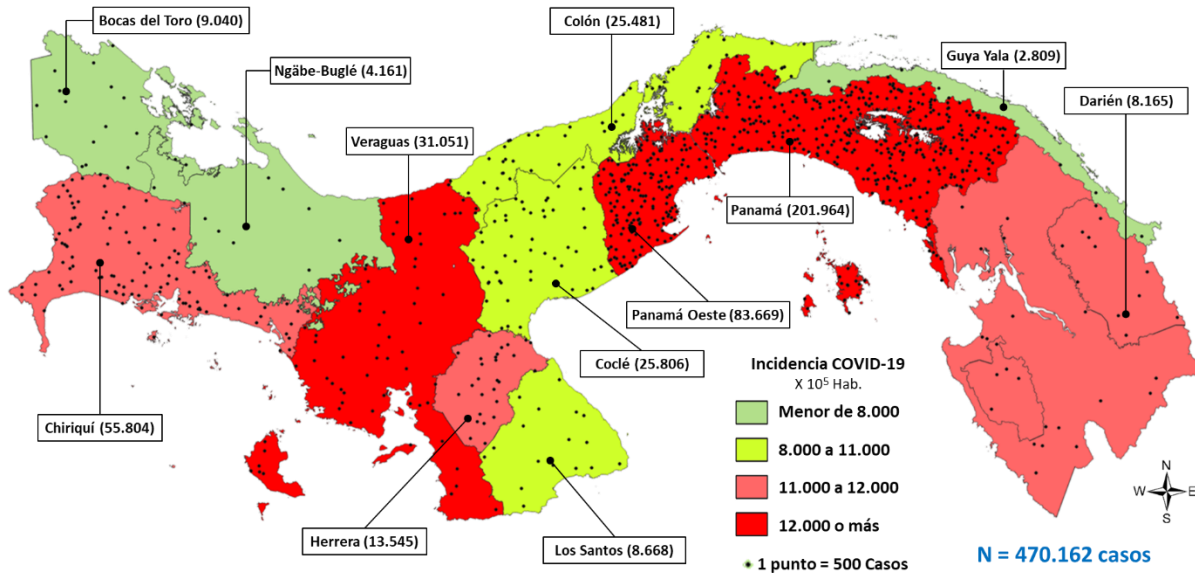 Bocas del Toro (9.040)
Colón (25.481)
Ngäbe-Buglé (4.161)
Guya Yala (2.809)
Darién (8.165)
Veraguas (31.051)
Panamá (201.964)
Panamá Oeste (83.669)
Coclé (25.806)
Chiriquí (55.804)
Herrera (13.545)
Los Santos (8.668)
Incidencia COVID-19
X 10⁵ Hab.
Menor de 8.000
8.000 a 11.000
11.000 a 12.000
12.000 o más
1 punto = 500 Casos
N
W E
S
N = 470.162 casos